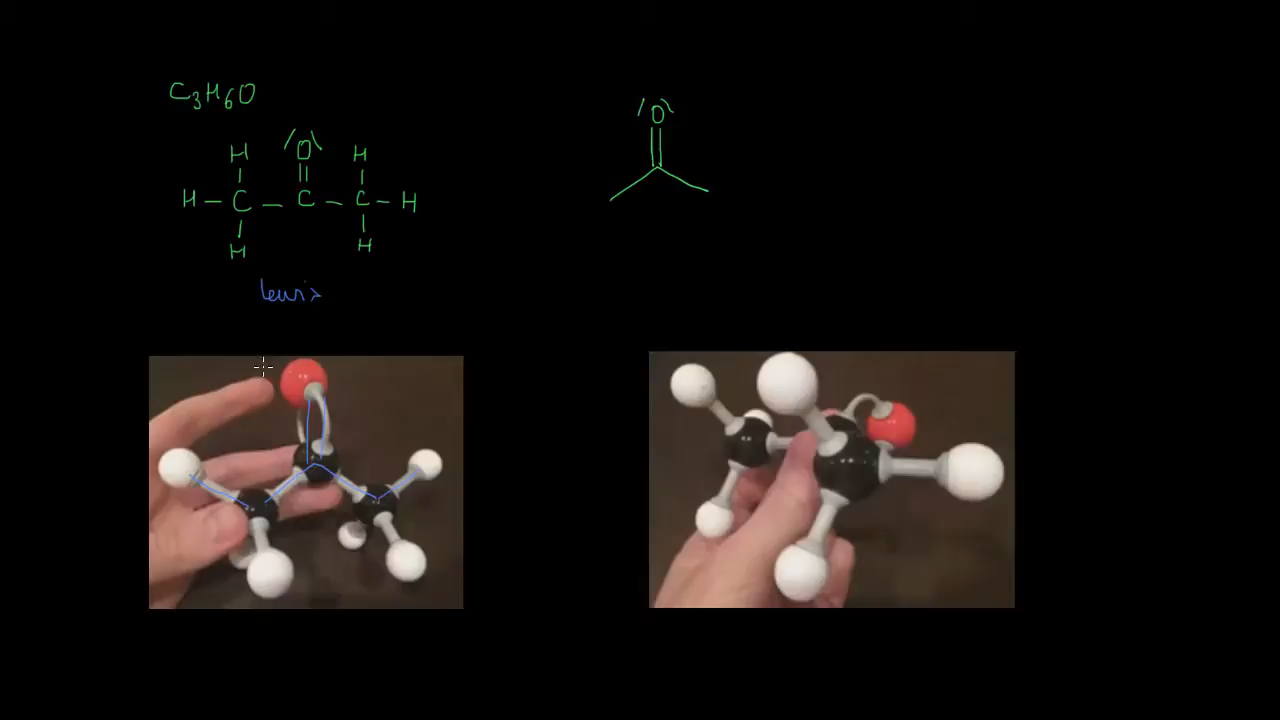 C3H6O
O
H O H
H - C - C - C - H
H H
Lewis